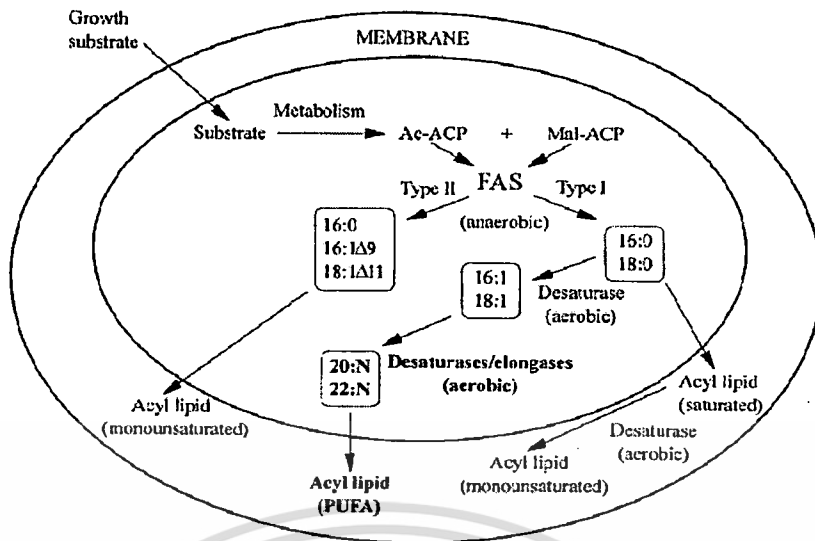 Growth
substrate
MEMBRANE
Metabolism
Substrate
Ac-ACP + Mal-ACP
Type II FAS Type I
(anaerobic)
16:0
16:1Δ9
18:1Δ11
16:0
18:0
16:1
18:1
Desaturase
(aerobic)
20:N
22:N
Desaturases/elongases
(aerobic)
Acyl lipid
(monounsaturated)
Acyl lipid
(saturated)
Desaturase
(aerobic)
Acyl lipid
(monounsaturated)
Acyl lipid
(PUFA)